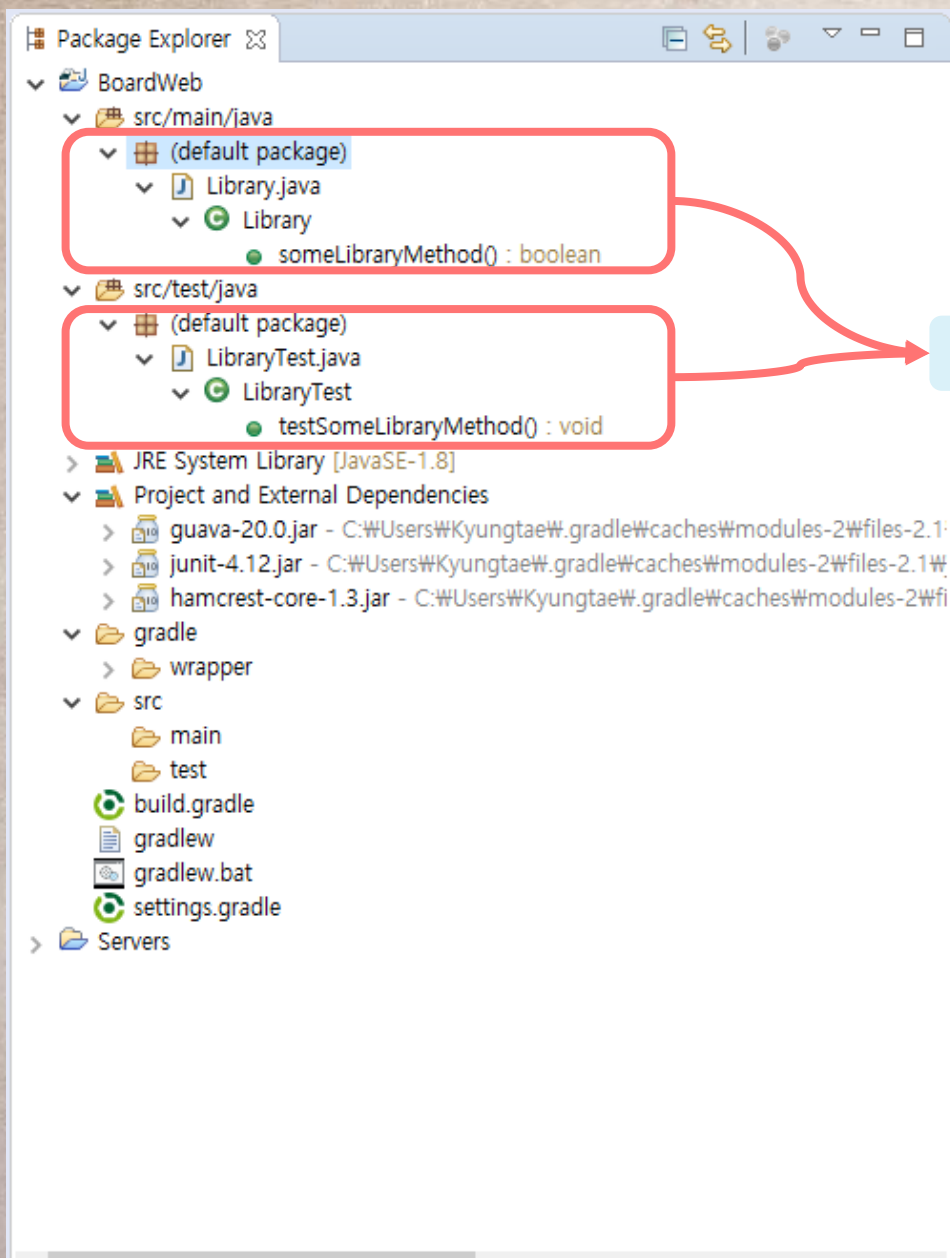 Package Explorer
BoardWeb
src/main/java
(default package)
Library.java
Library
someLibraryMethod() : boolean
src/test/java
(default package)
LibraryTest.java
LibraryTest
testSomeLibraryMethod() : void
JRE System Library [JavaSE-1.8]
Project and External Dependencies
guava-20.0.jar - C:₩Users₩Kyungtae₩.gradle₩caches₩modules-2₩files-2.1
junit-4.12.jar - C:₩Users₩Kyungtae₩.gradle₩caches₩modules-2₩files-2.1₩
hamcrest-core-1.3.jar - C:₩Users₩Kyungtae₩.gradle₩caches₩modules-2₩fi
gradle
wrapper
src
main
test
build.gradle
gradlew
gradlew.bat
settings.gradle
Servers